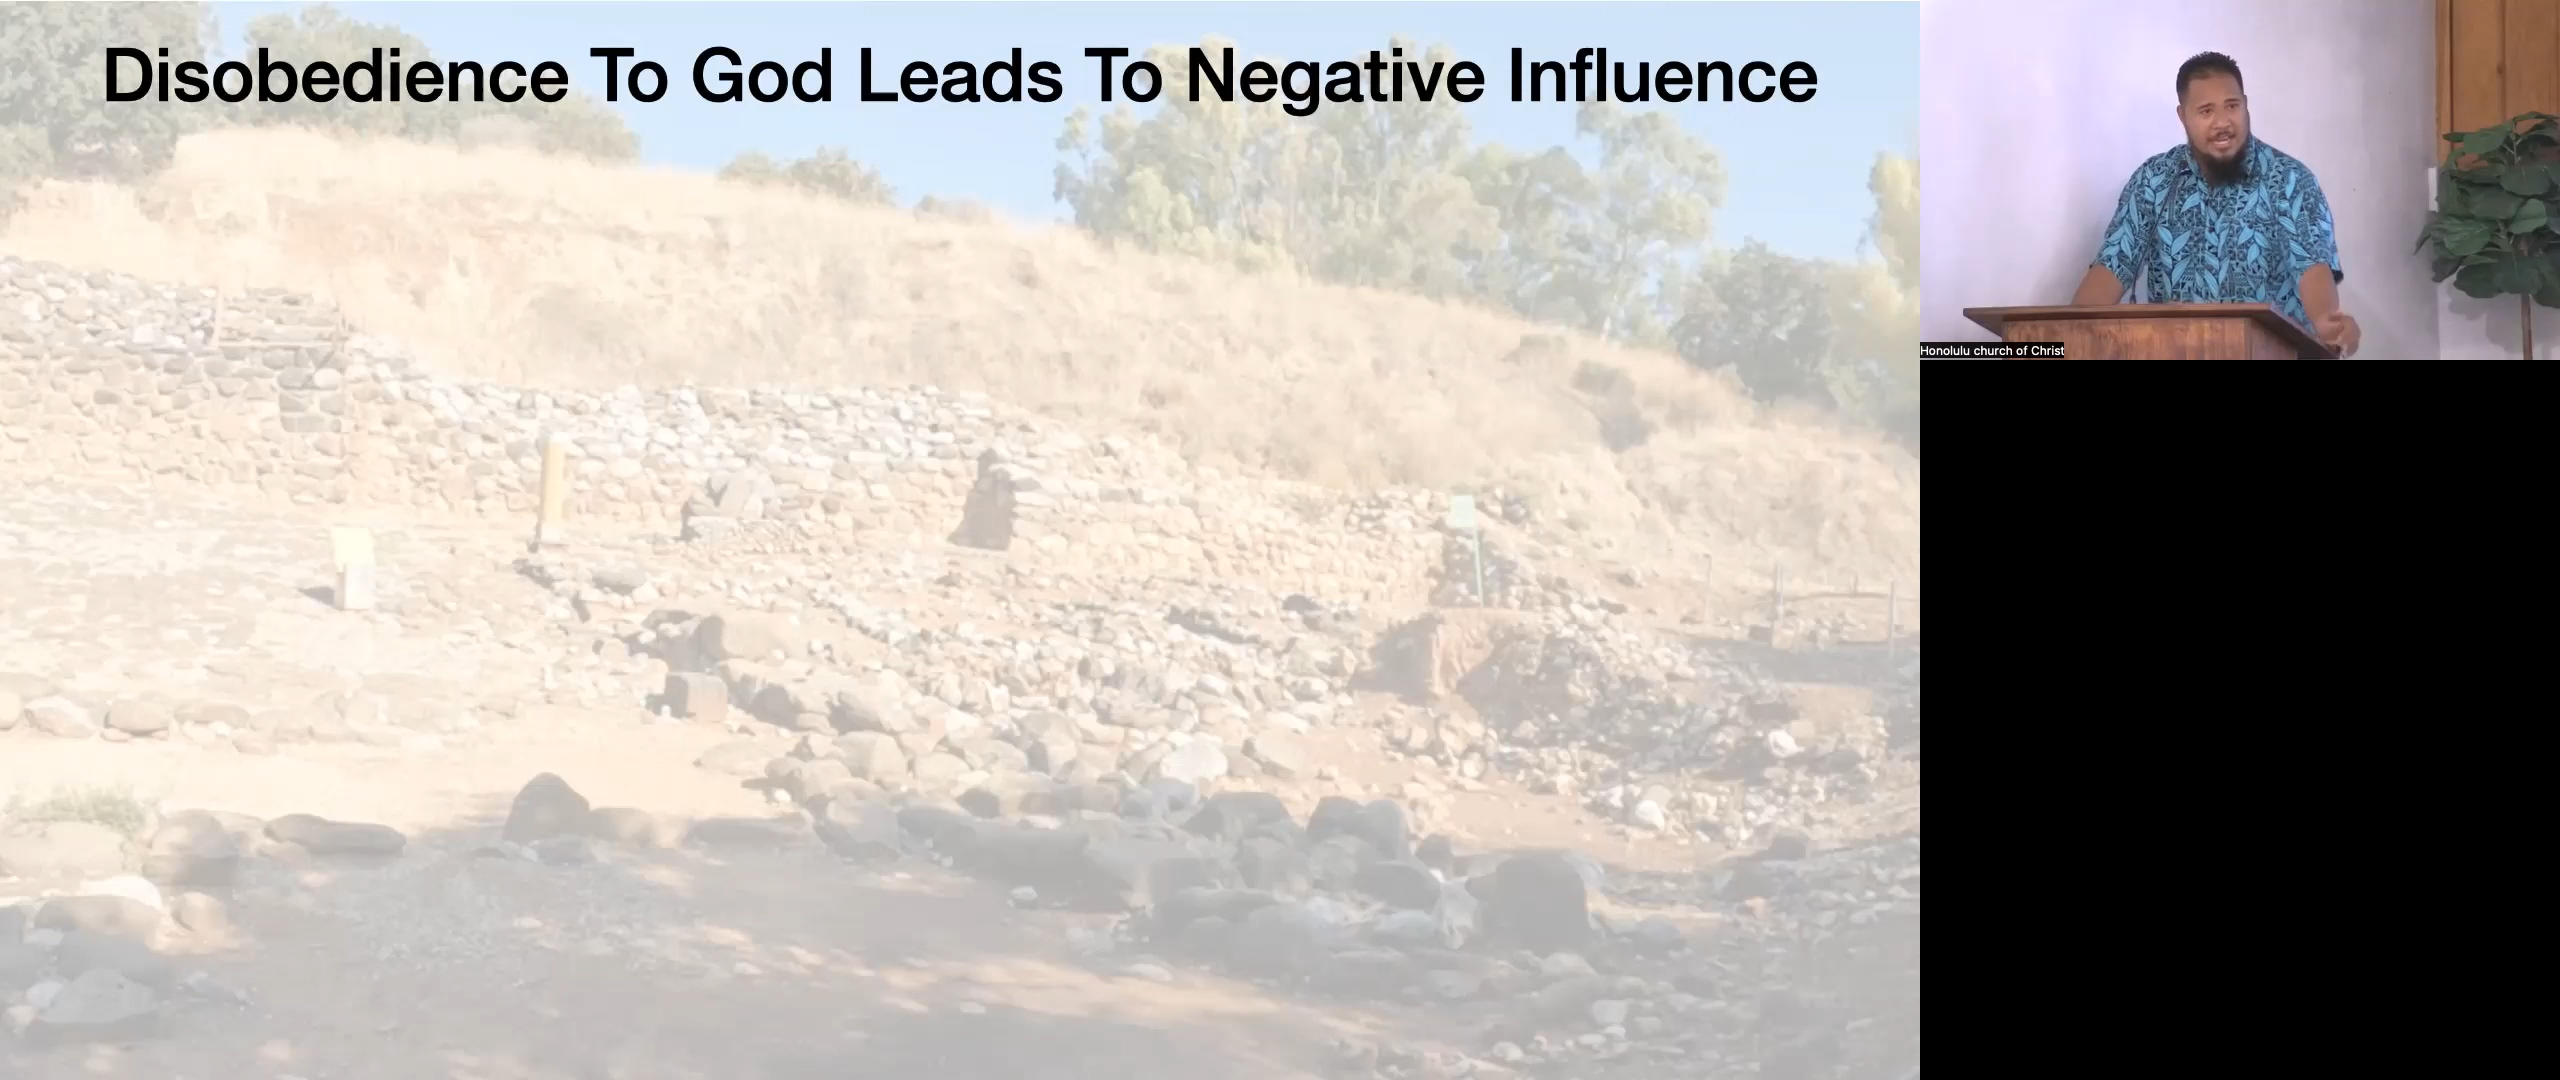 Disobedience To God Leads To Negative Influence
Honolulu church of Christ